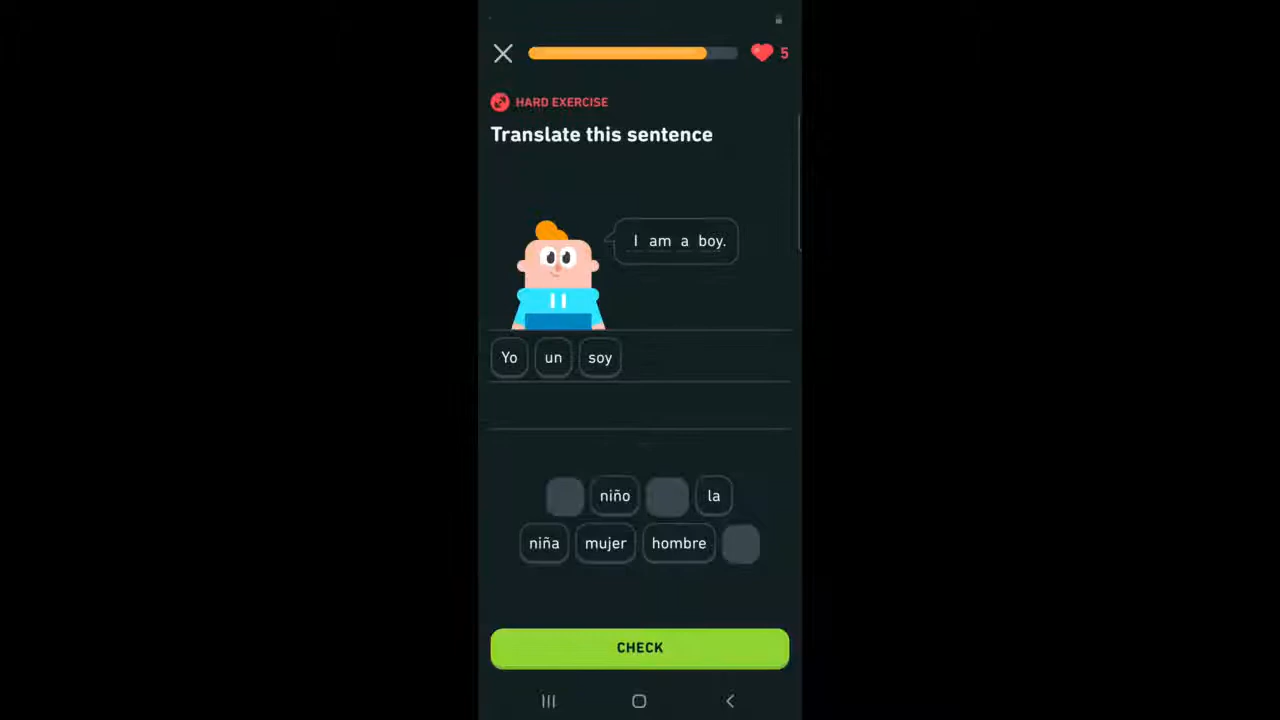 5
HARD EXERCISE
Translate this sentence
I am a boy.
Yo un soy
niño la
niña mujer hombre
CHECK